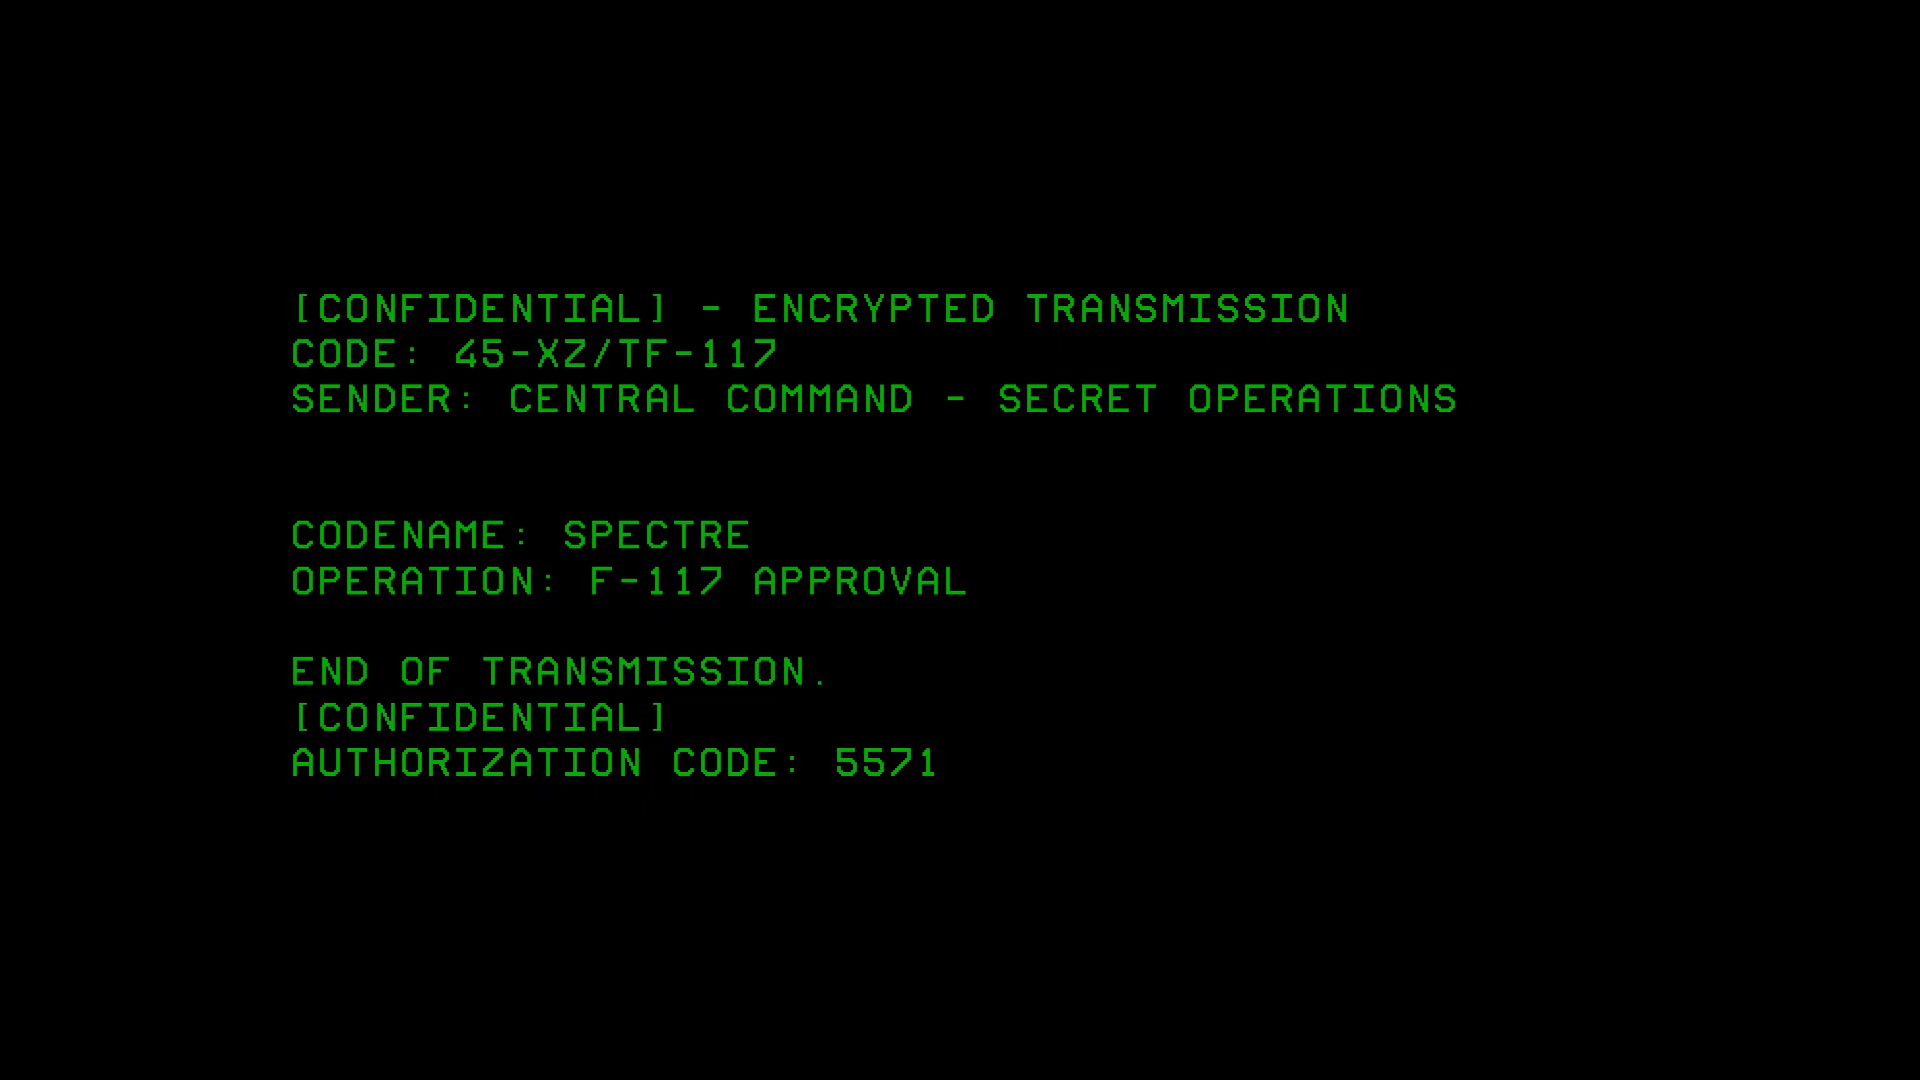 [CONFIDENTIAL] - ENCRYPTED TRANSMISSION
CODE: 45-XZ/TF-117
SENDER: CENTRAL COMMAND - SECRET OPERATIONS
CODENAME: SPECTRE
OPERATION: F-117 APPROVAL
END OF TRANSMISSION.
[CONFIDENTIAL]
AUTHORIZATION CODE: 5571